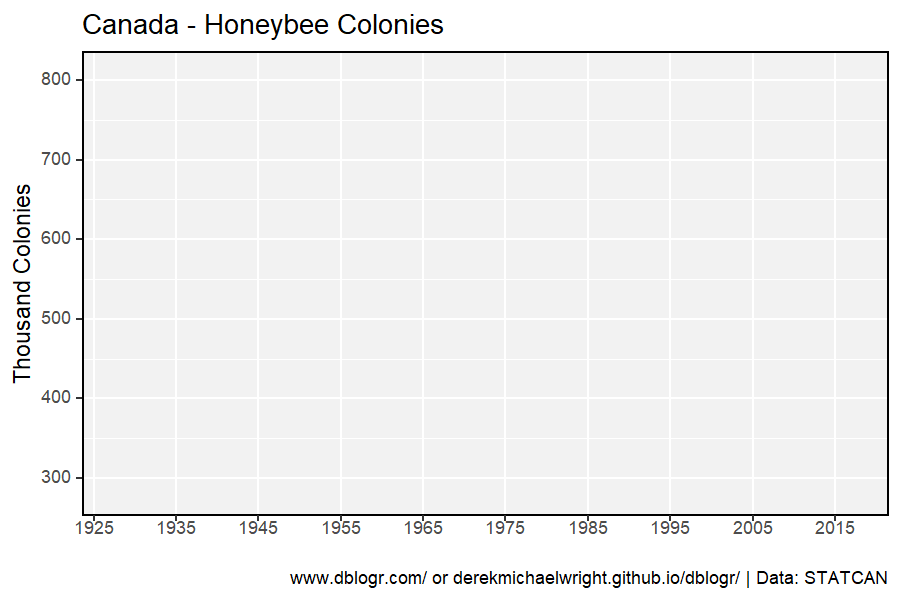 Canada - Honeybee Colonies
Thousand Colonies
800
700
600
500
400
300
1925 1935 1945 1955 1965 1975 1985 1995 2005 2015
www.dblogr.com/ or derekmichaelwright.github.io/dblogr/ | Data: STATCAN